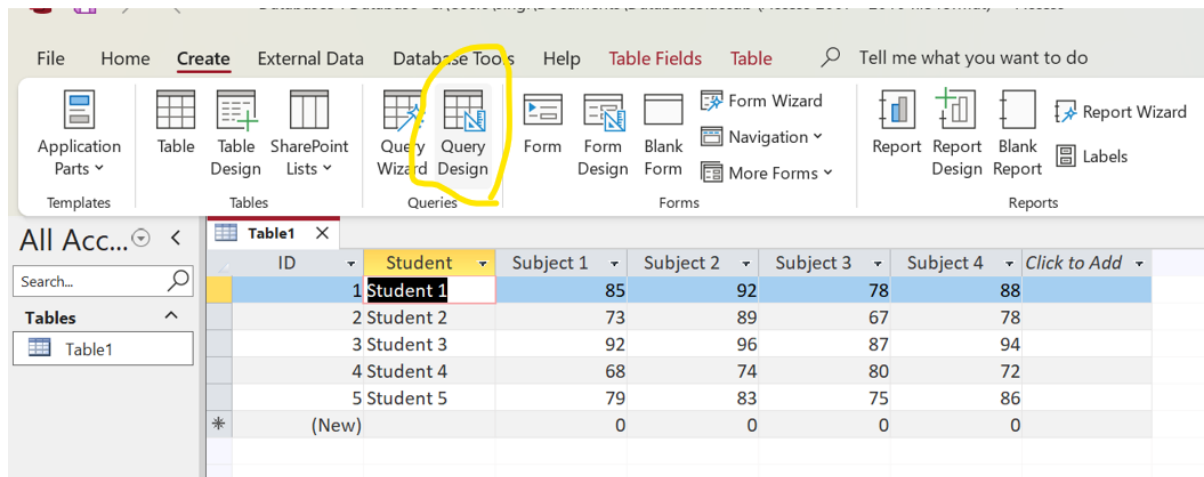 File Home Create External Data Database Tools Help Table Fields Table Tell me what you want to do
Application Parts
Table
Table Design
SharePoint Lists
Query Wizard
Query Design
Form
Form Design
Blank Form
Form Wizard
Navigation
More Forms
Report
Report Design
Blank Report
Report Wizard
Labels
Templates Tables Queries Forms Reports
All Acc...
Search...
Tables
Table1
Table1
ID Student Subject 1 Subject 2 Subject 3 Subject 4 Click to Add
1 Student 1 85 92 78 88
2 Student 2 73 89 67 78
3 Student 3 92 96 87 94
4 Student 4 68 74 80 72
5 Student 5 79 83 75 86
(New) 0 0 0 0